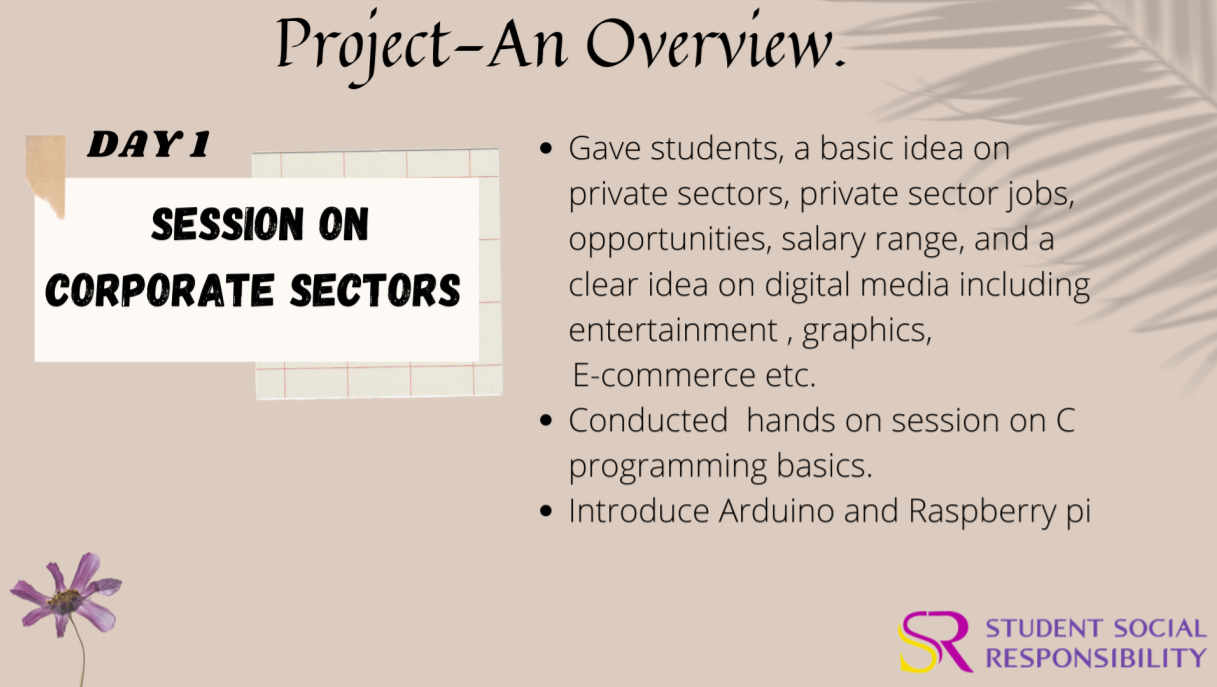 Project-An Overview.
DAY 1
SESSION ON
CORPORATE SECTORS
• Gave students, a basic idea on
private sectors, private sector jobs,
opportunities, salary range, and a
clear idea on digital media including
entertainment , graphics,
E-commerce etc.
• Conducted  hands on session on C
programming basics.
• Introduce Arduino and Raspberry pi
SR
STUDENT SOCIAL
RESPONSIBILITY